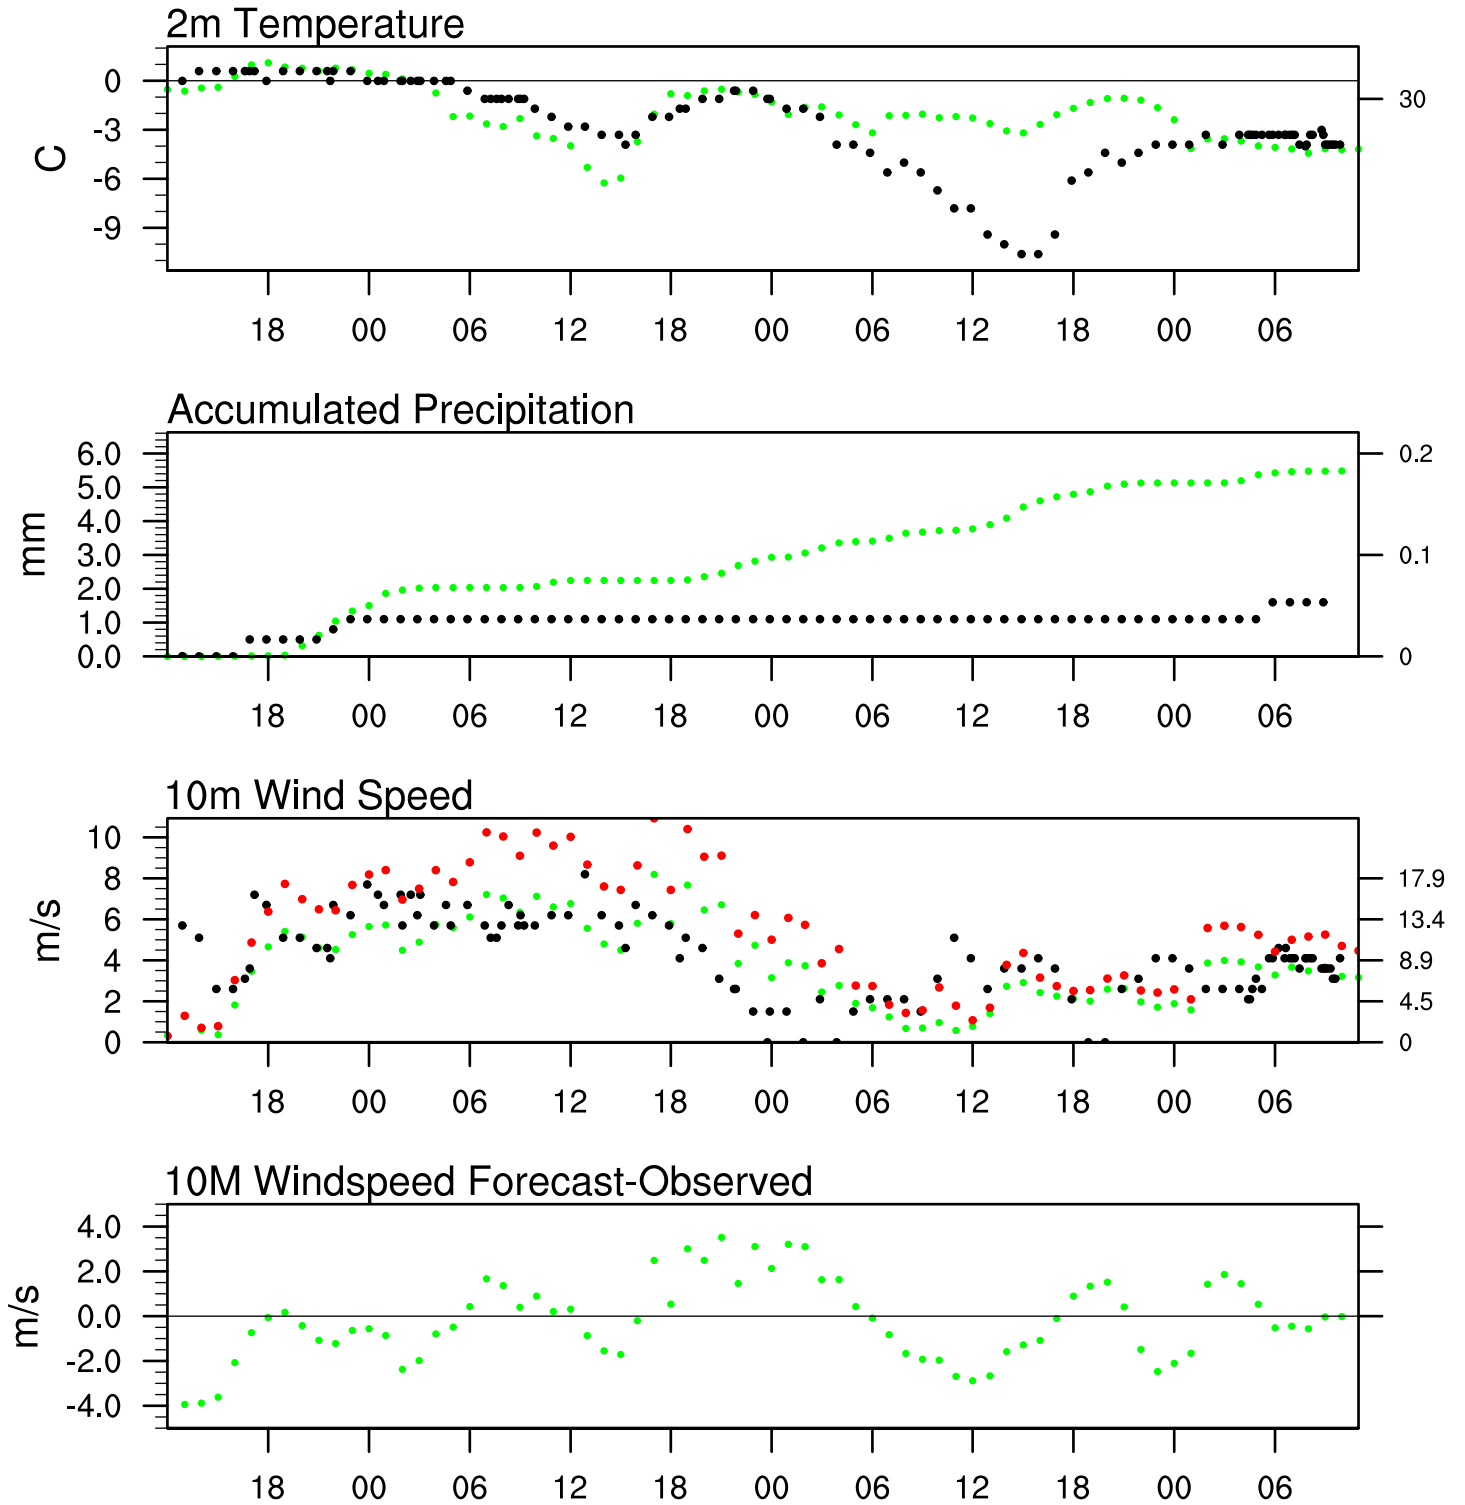 2m Temperature
0
-3
-6
-9
C
30
18 00 06 12 18 00 06 12 18 00 06
Accumulated Precipitation
6.0
5.0
4.0
3.0
2.0
1.0
0.0
mm
0.2
0.1
0
18 00 06 12 18 00 06 12 18 00 06
10m Wind Speed
10
8
6
4
2
0
m/s
17.9
13.4
8.9
4.5
0
18 00 06 12 18 00 06 12 18 00 06
10M Windspeed Forecast-Observed
4.0
2.0
0.0
-2.0
-4.0
m/s
18 00 06 12 18 00 06 12 18 00 06